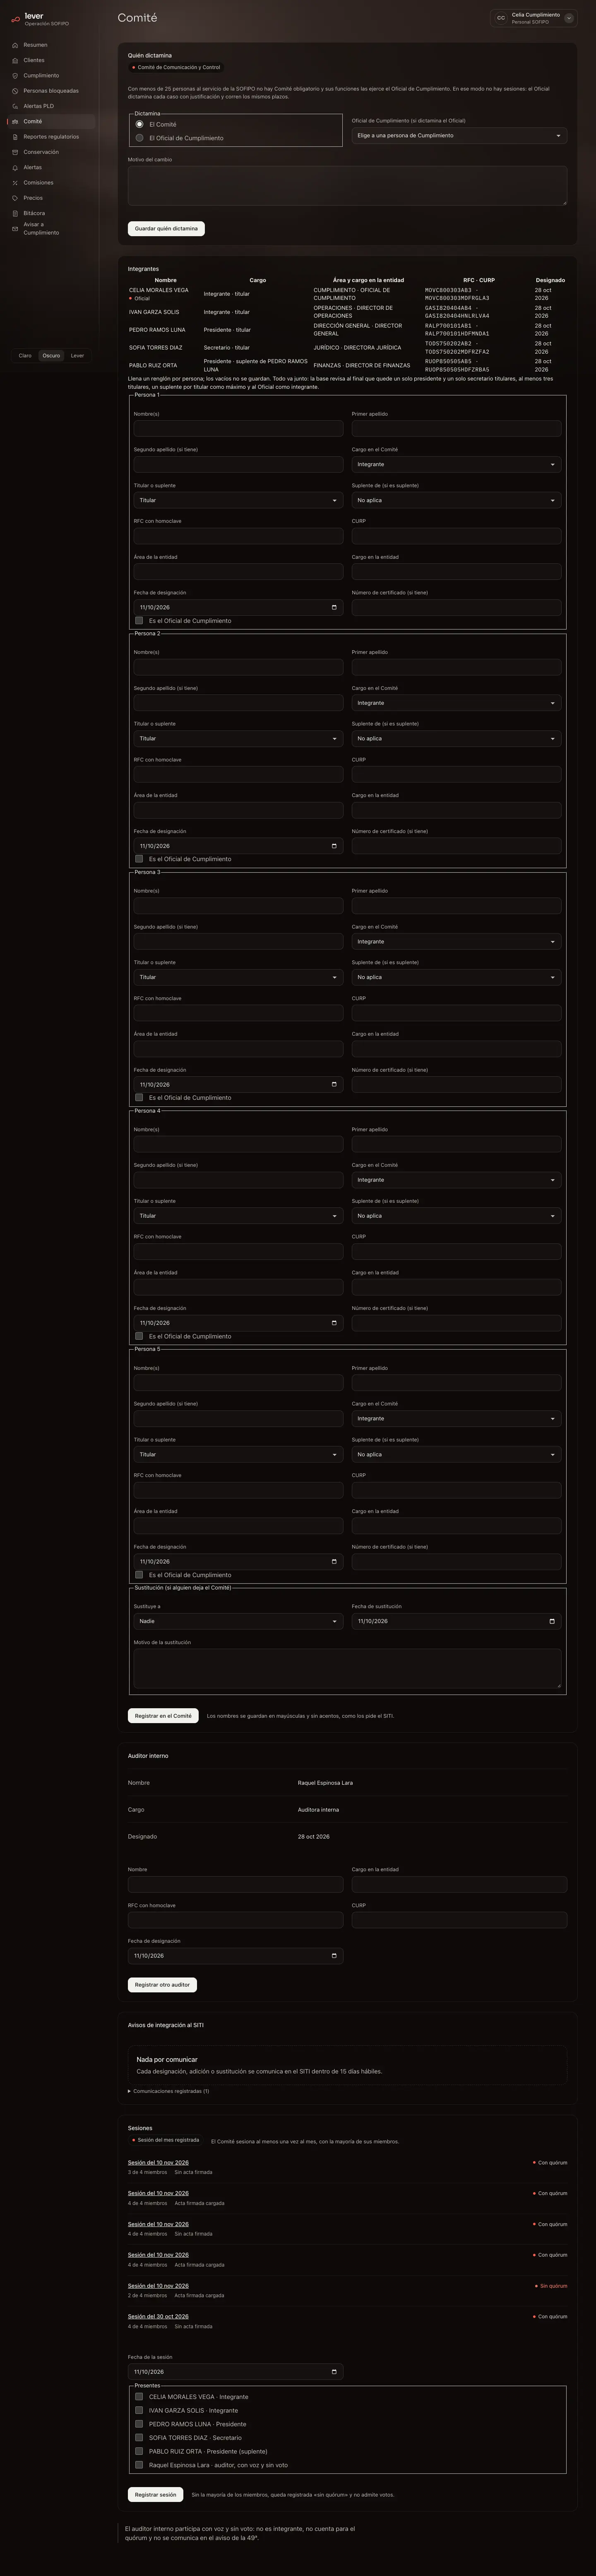 lever
Operación SOFIPO
Resumen
Clientes
Cumplimiento
Personas bloqueadas
Alertas PLD
Comité
Reportes regulatorios
Conservación
Alertas
Comisiones
Precios
Bitácora
Avisar a
Cumplimiento
Claro
Oscuro
Lever
Comité
CC
Celia Cumplimiento
Personal SOFIPO
Quién dictamina
Comité de Comunicación y Control
Con menos de 25 personas al servicio de la SOFIPO no hay Comité obligatorio y sus funciones las ejerce el Oficial de Cumplimiento. En ese modo no hay sesiones: el Oficial
dictamina cada caso con justificación y corren los mismos plazos.
Dictamina
El Comité
El Oficial de Cumplimiento
Oficial de Cumplimiento (si dictamina el Oficial)
Elige a una persona de Cumplimiento
Motivo del cambio
Guardar quién dictamina
Integrantes
Nombre Cargo Área y cargo en la entidad RFC · CURP Designado
CELIA MORALES VEGA
Oficial
Integrante · titular
CUMPLIMIENTO · OFICIAL DE
CUMPLIMIENTO
MOVC800303AB3 ·
MOVC800303MDFRGLA3
28 oct
2026
IVAN GARZA SOLIS
Integrante · titular
OPERACIONES · DIRECTOR DE
OPERACIONES
GASI820404AB4 ·
GASI820404HNLRLVA4
28 oct
2026
PEDRO RAMOS LUNA
Presidente · titular
DIRECCIÓN GENERAL · DIRECTOR
GENERAL
RALP700101AB1 ·
RALP700101HDFMND A1
28 oct
2026
SOFIA TORRES DIAZ
Secretario · titular
JURÍDICO · DIRECTORA JURÍDICA
TODS750202AB2 ·
TODS750202MDFRZFA2
28 oct
2026
PABLO RUIZ ORTA
Presidente · suplente de PEDRO RAMOS
LUNA
FINANZAS · DIRECTOR DE FINANZAS
RUOP850505AB5 ·
RUOP850505HDFZRBA5
28 oct
2026
Llena un renglón por persona; los vacíos no se guardan. Todo va junto: la base revisa al final que quede un solo presidente y un solo secretario titulares, al menos tres
titulares, un suplente por titular como máximo y al Oficial como integrante.
Persona 1
Nombre(s)
Primer apellido
Segundo apellido (si tiene)
Cargo en el Comité
Integrante
Titular o suplente
Suplente de (si es suplente)
Titular
No aplica
RFC con homoclave
CURP
Área de la entidad
Cargo en la entidad
Fecha de designación
Número de certificado (si tiene)
11/10/2026
Es el Oficial de Cumplimiento
Persona 2
Nombre(s)
Primer apellido
Segundo apellido (si tiene)
Cargo en el Comité
Integrante
Titular o suplente
Suplente de (si es suplente)
Titular
No aplica
RFC con homoclave
CURP
Área de la entidad
Cargo en la entidad
Fecha de designación
Número de certificado (si tiene)
11/10/2026
Es el Oficial de Cumplimiento
Persona 3
Nombre(s)
Primer apellido
Segundo apellido (si tiene)
Cargo en el Comité
Integrante
Titular o suplente
Suplente de (si es suplente)
Titular
No aplica
RFC con homoclave
CURP
Área de la entidad
Cargo en la entidad
Fecha de designación
Número de certificado (si tiene)
11/10/2026
Es el Oficial de Cumplimiento
Persona 4
Nombre(s)
Primer apellido
Segundo apellido (si tiene)
Cargo en el Comité
Integrante
Titular o suplente
Suplente de (si es suplente)
Titular
No aplica
RFC con homoclave
CURP
Área de la entidad
Cargo en la entidad
Fecha de designación
Número de certificado (si tiene)
11/10/2026
Es el Oficial de Cumplimiento
Persona 5
Nombre(s)
Primer apellido
Segundo apellido (si tiene)
Cargo en el Comité
Integrante
Titular o suplente
Suplente de (si es suplente)
Titular
No aplica
RFC con homoclave
CURP
Área de la entidad
Cargo en la entidad
Fecha de designación
Número de certificado (si tiene)
11/10/2026
Es el Oficial de Cumplimiento
Sustitución (si alguien deja el Comité)
Sustituye a
Fecha de sustitución
Nadie
11/10/2026
Motivo de la sustitución
Registrar en el Comité
Los nombres se guardan en mayúsculas y sin acentos, como los pide el SITI.
Auditor interno
Nombre Raquel Espinosa Lara
Cargo Auditora interna
Designado 28 oct 2026
Nombre
Cargo en la entidad
RFC con homoclave
CURP
Fecha de designación
11/10/2026
Registrar otro auditor
Avisos de integración al SITI
Nada por comunicar
Cada designación, adición o sustitución se comunica en el SITI dentro de 15 días hábiles.
Comunicaciones registradas (1)
Sesiones
Sesión del mes registrada
El Comité sesiona al menos una vez al mes, con la mayoría de sus miembros.
Sesión del 10 nov 2026
Con quórum
3 de 4 miembros Sin acta firmada
Sesión del 10 nov 2026
Con quórum
4 de 4 miembros Acta firmada cargada
Sesión del 10 nov 2026
Con quórum
4 de 4 miembros Sin acta firmada
Sesión del 10 nov 2026
Con quórum
4 de 4 miembros Acta firmada cargada
Sesión del 10 nov 2026
Sin quórum
2 de 4 miembros Acta firmada cargada
Sesión del 30 oct 2026
Con quórum
4 de 4 miembros Sin acta firmada
Fecha de la sesión
11/10/2026
Presentes
CELIA MORALES VEGA · Integrante
IVAN GARZA SOLIS · Integrante
PEDRO RAMOS LUNA · Presidente
SOFIA TORRES DIAZ · Secretario
PABLO RUIZ ORTA · Presidente (suplente)
Raquel Espinosa Lara · auditor, con voz y sin voto
Registrar sesión
Sin la mayoría de los miembros, queda registrada «sin quórum» y no admite votos.
El auditor interno participa con voz y sin voto: no es integrante, no cuenta para el
quórum y no se comunica en el aviso de la 49ª.